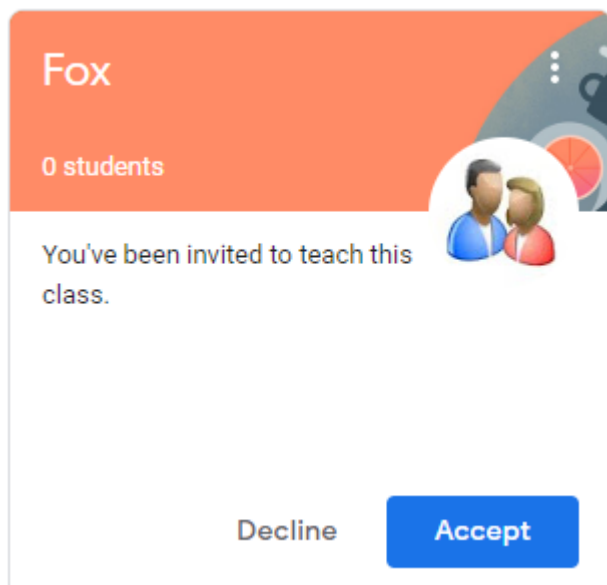 Fox
0 students
You've been invited to teach this
class.
Decline
Accept